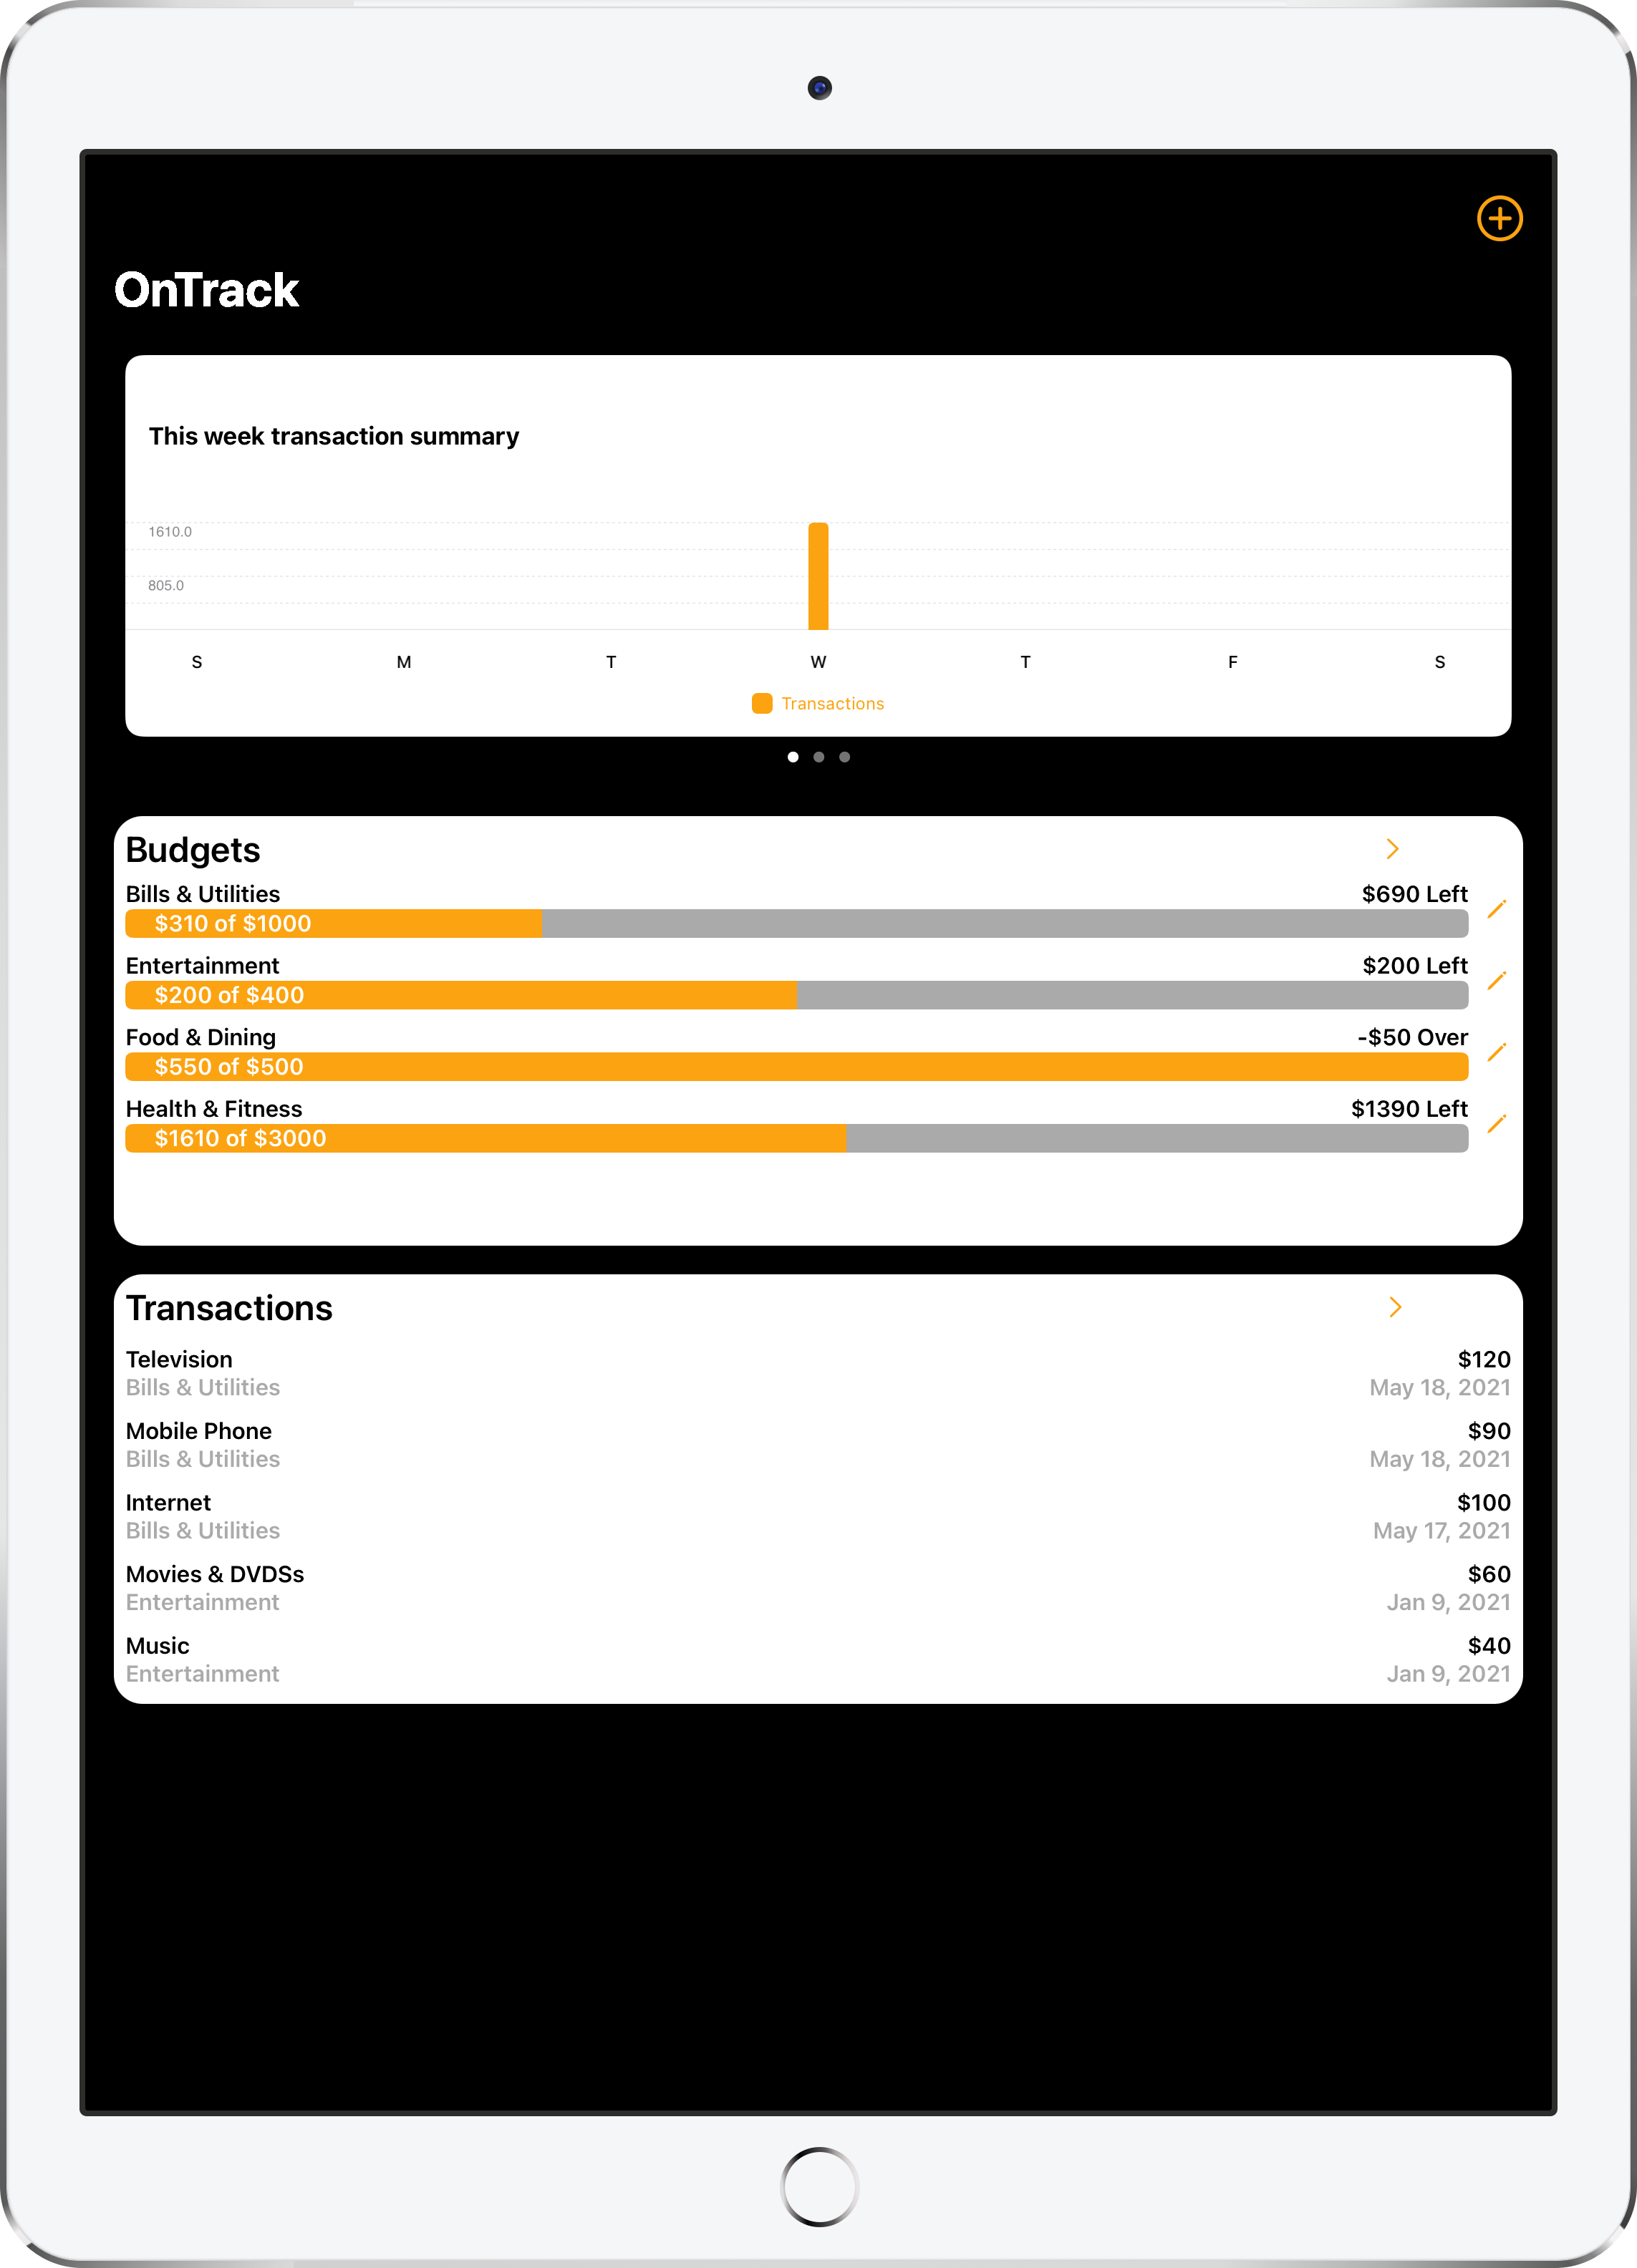 OnTrack
This week transaction summary
1610.0
805.0
S M T W T F S
Transactions
Budgets
Bills & Utilities $690 Left
$310 of $1000
Entertainment $200 Left
$200 of $400
Food & Dining -$50 Over
$550 of $500
Health & Fitness $1390 Left
$1610 of $3000
Transactions
Television $120
Bills & Utilities May 18, 2021
Mobile Phone $90
Bills & Utilities May 18, 2021
Internet $100
Bills & Utilities May 17, 2021
Movies & DVDSs $60
Entertainment Jan 9, 2021
Music $40
Entertainment Jan 9, 2021